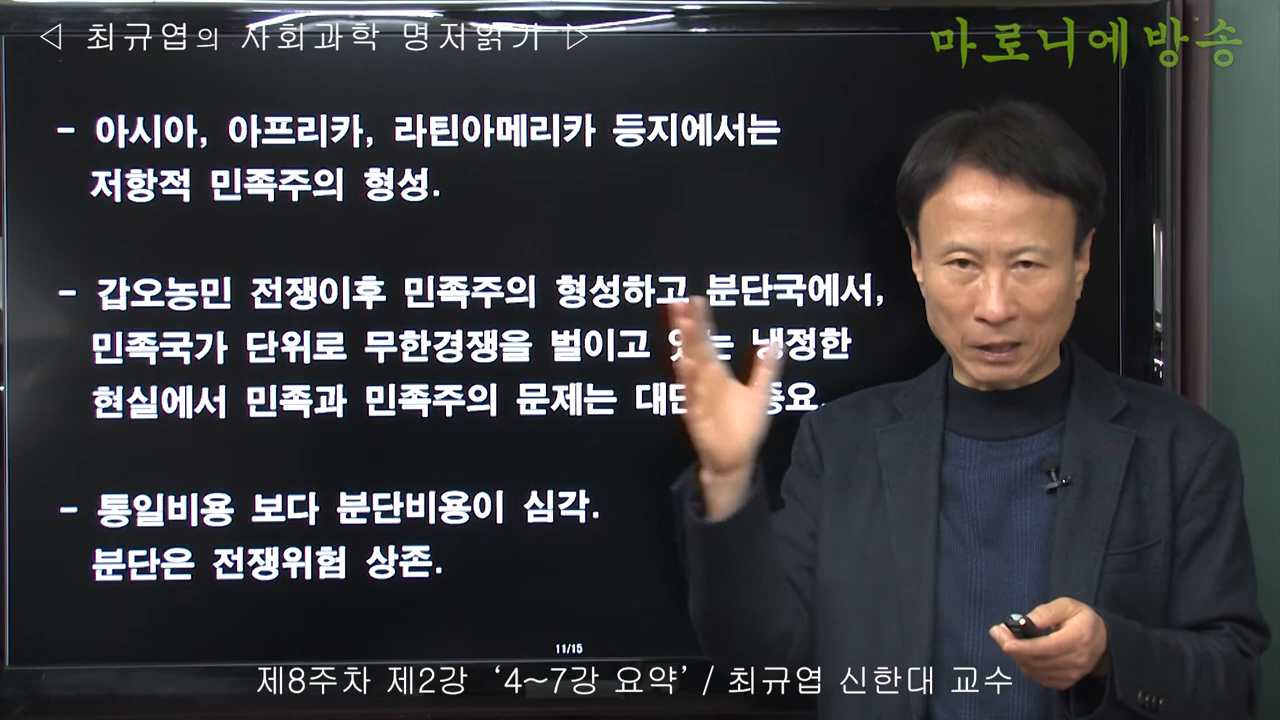 ◁ 최규엽의 사회과학 명저읽기 ▷
마로니에방송
- 아시아, 아프리카, 라틴아메리카 등지에서는
저항적 민족주의 형성.
- 갑오농민 전쟁이후 민족주의 형성하고 분단국에서,
민족국가 단위로 무한경쟁을 벌이고 냉정한
현실에서 민족과 민족주의 문제는
- 통일비용 보다 분단비용이 심각.
분단은 전쟁위험 상존.
11/15
제8주차 제2강 ‘4~7강 요약’ / 최규엽 신한대 교수